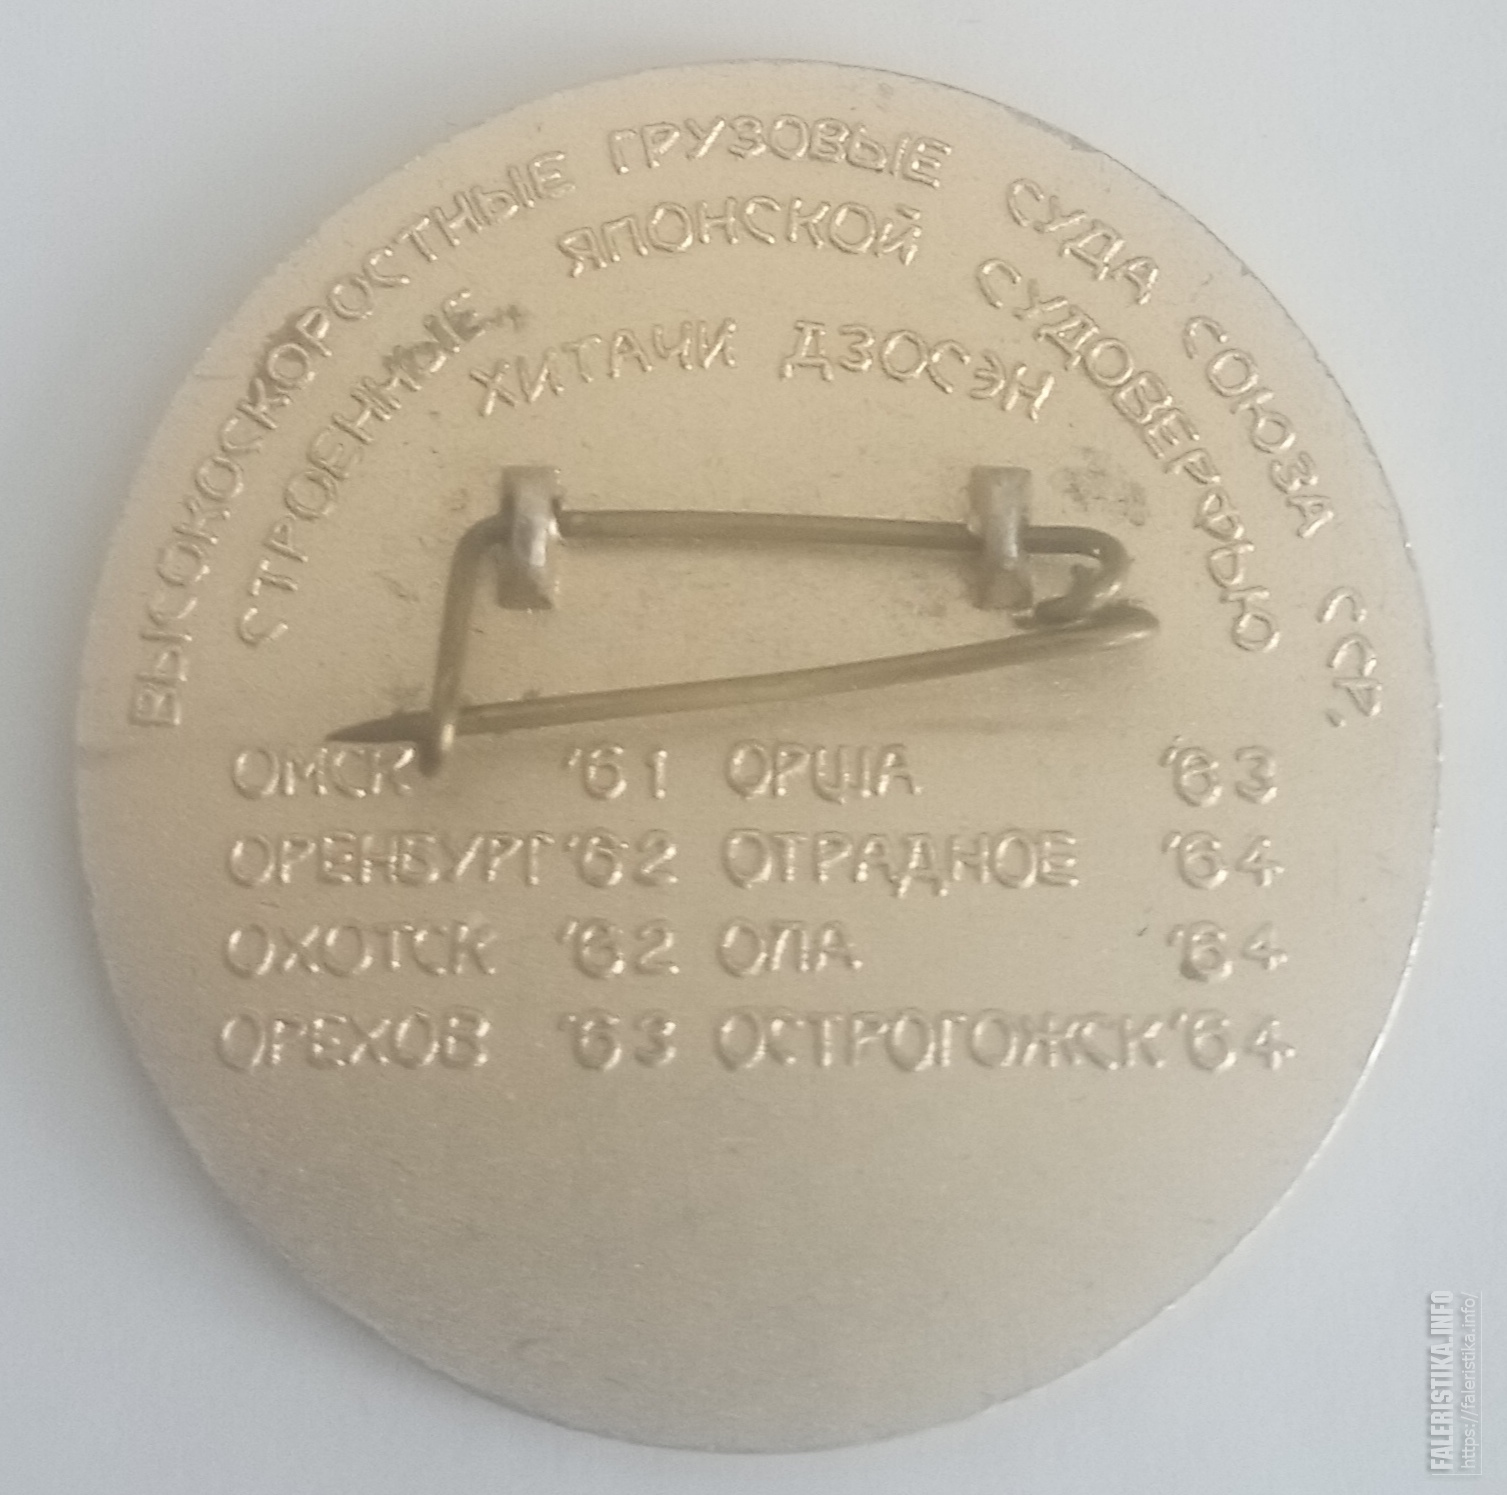 ВЫСОКОСКОРОСТНЫЕ ГРУЗОВЫЕ СУДА СОЮЗА ССР.
СТРОЕННЫЕ, ЯПОНСКОЙ СУДОВЕРФЬЮ
ХИТАЧИ ДЗОСЭН
ОМСК '61 ОРША '63
ОРЕНБУРГ '62 ОТРАДНОЕ '64
ОХОТСК '62 ОЛА '64
ОРЕХОВ '63 ОСТРОГОЖСК '64
FALERISTIKA.INFO
https://faleristika.info/